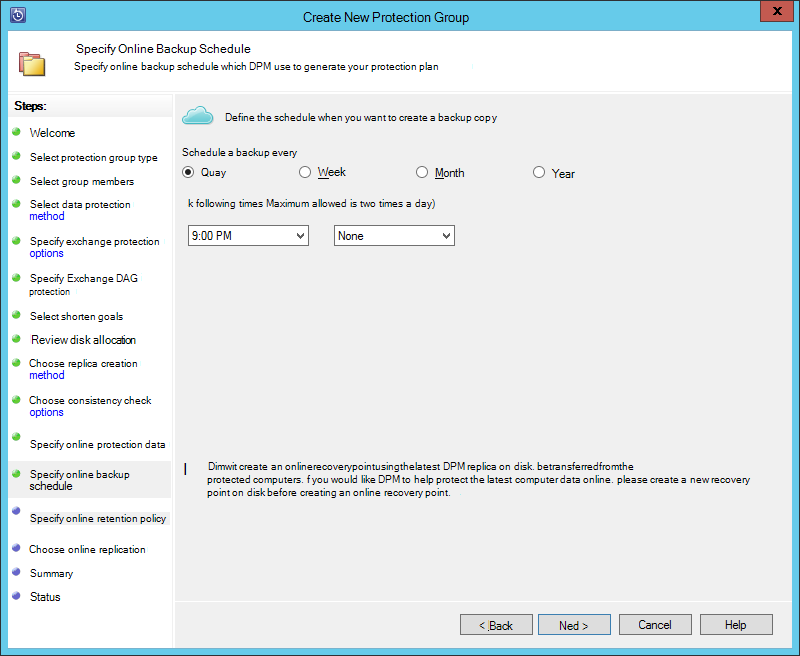 Create New Protection Group
X
Specify Online Backup Schedule
Specify online backup schedule which DPM use to generate your protection plan
Steps:
Welcome
Select protection group type
Select group members
Select data protection
method
Specify exchange protection
options
Specify Exchange DAG
protection
Select shorten goals
Review disk allocation
Choose replica creation
method
Choose consistency check
options
Specify online protection data
Specify online backup
schedule
Specify online retention policy
Choose online replication
Summary
Status
Define the schedule when you want to create a backup copy
Schedule a backup every
Quay
Week
Month
Year
k following times Maximum allowed is two times a day)
9:00 PM
None
| Dimwit create an onlinerecoverypointusingthelatest DPM replica on disk. betransferredfromthe
protected computers. f you would like DPM to help protect the latest computer data online. please create a new recovery
point on disk before creating an online recovery point.
< Back
Ned >
Cancel
Help